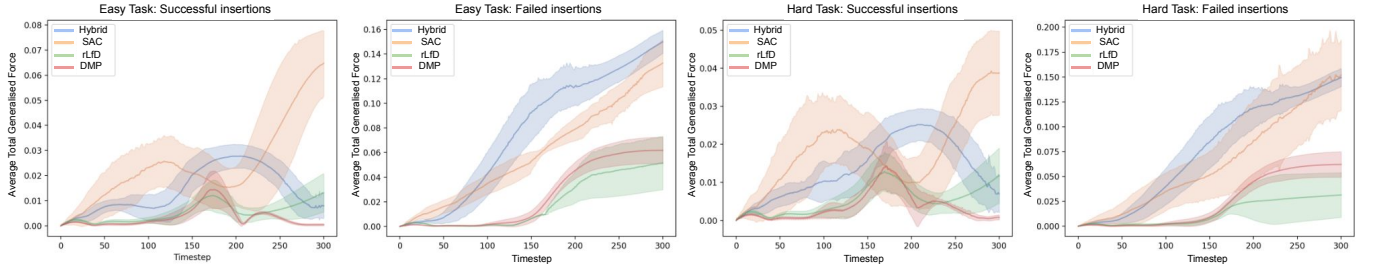 Easy Task: Successful insertions
Average Total Generalised Force
0.08
0.07
0.06
0.05
0.04
0.03
0.02
0.01
0.00
Hybrid
SAC
rLfD
DMP
0 50 100 150 200 250 300
Timestep
Easy Task: Failed insertions
Average Total Generalised Force
0.16
0.14
0.12
0.10
0.08
0.06
0.04
0.02
0.00
Hybrid
SAC
rLfD
DMP
0 50 100 150 200 250 300
Timestep
Hard Task: Successful insertions
Average Total Generalised Force
0.05
0.04
0.03
0.02
0.01
0.00
Hybrid
SAC
rLfD
DMP
0 50 100 150 200 250 300
Timestep
Hard Task: Failed insertions
Average Total Generalised Force
0.200
0.175
0.150
0.125
0.100
0.075
0.050
0.025
0.000
Hybrid
SAC
rLfD
DMP
0 50 100 150 200 250 300
Timestep